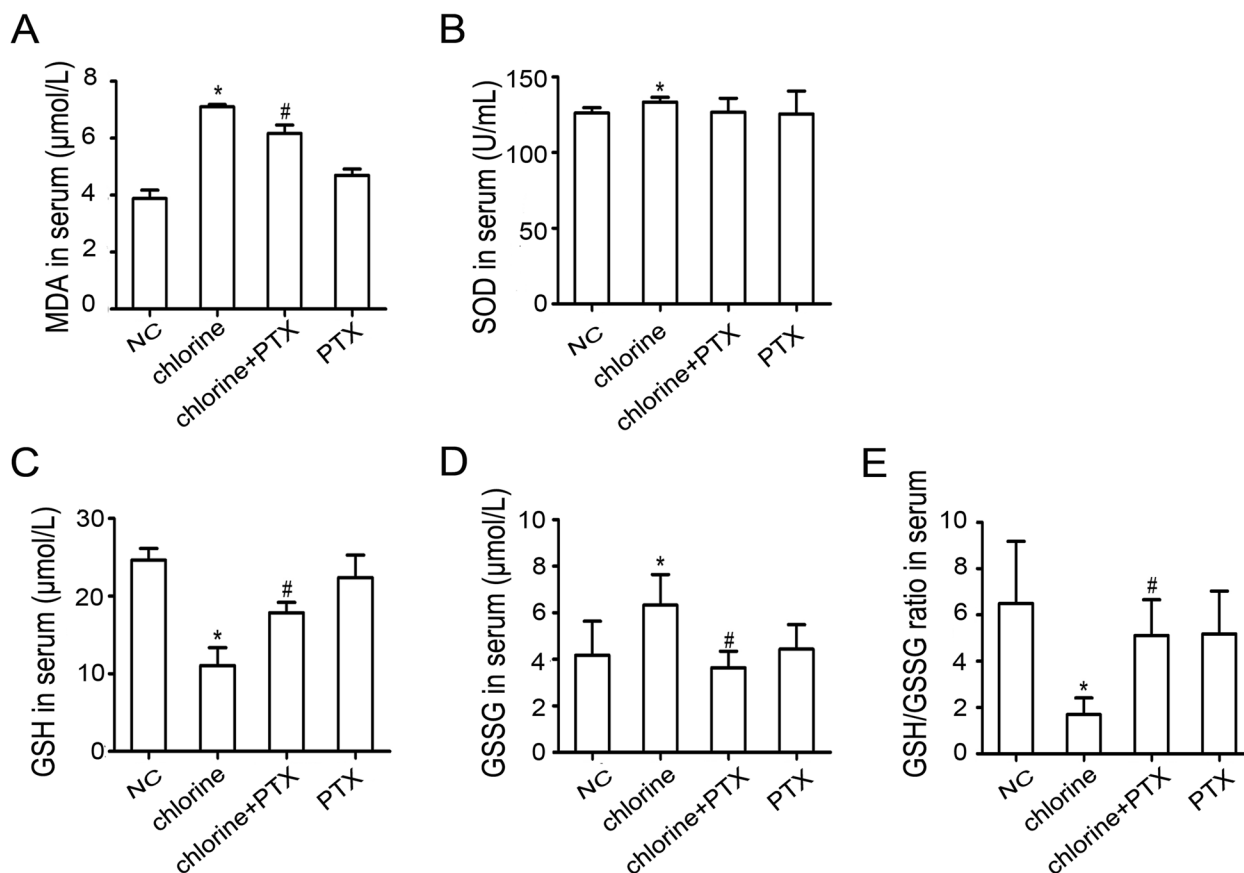 A
MDA in serum (µmol/L)
8
6
4
2
0
*
#
NC
chlorine
chlorine+PTX
PTX
B
SOD in serum (U/mL)
150
100
50
0
*
NC
chlorine
chlorine+PTX
PTX
C
GSH in serum (µmol/L)
30
20
10
0
*
#
NC
chlorine
chlorine+PTX
PTX
D
GSSG in serum (µmol/L)
10
8
6
4
2
0
*
#
NC
chlorine
chlorine+PTX
PTX
E
GSH/GSSG ratio in serum
10
8
6
4
2
0
*
#
NC
chlorine
chlorine+PTX
PTX